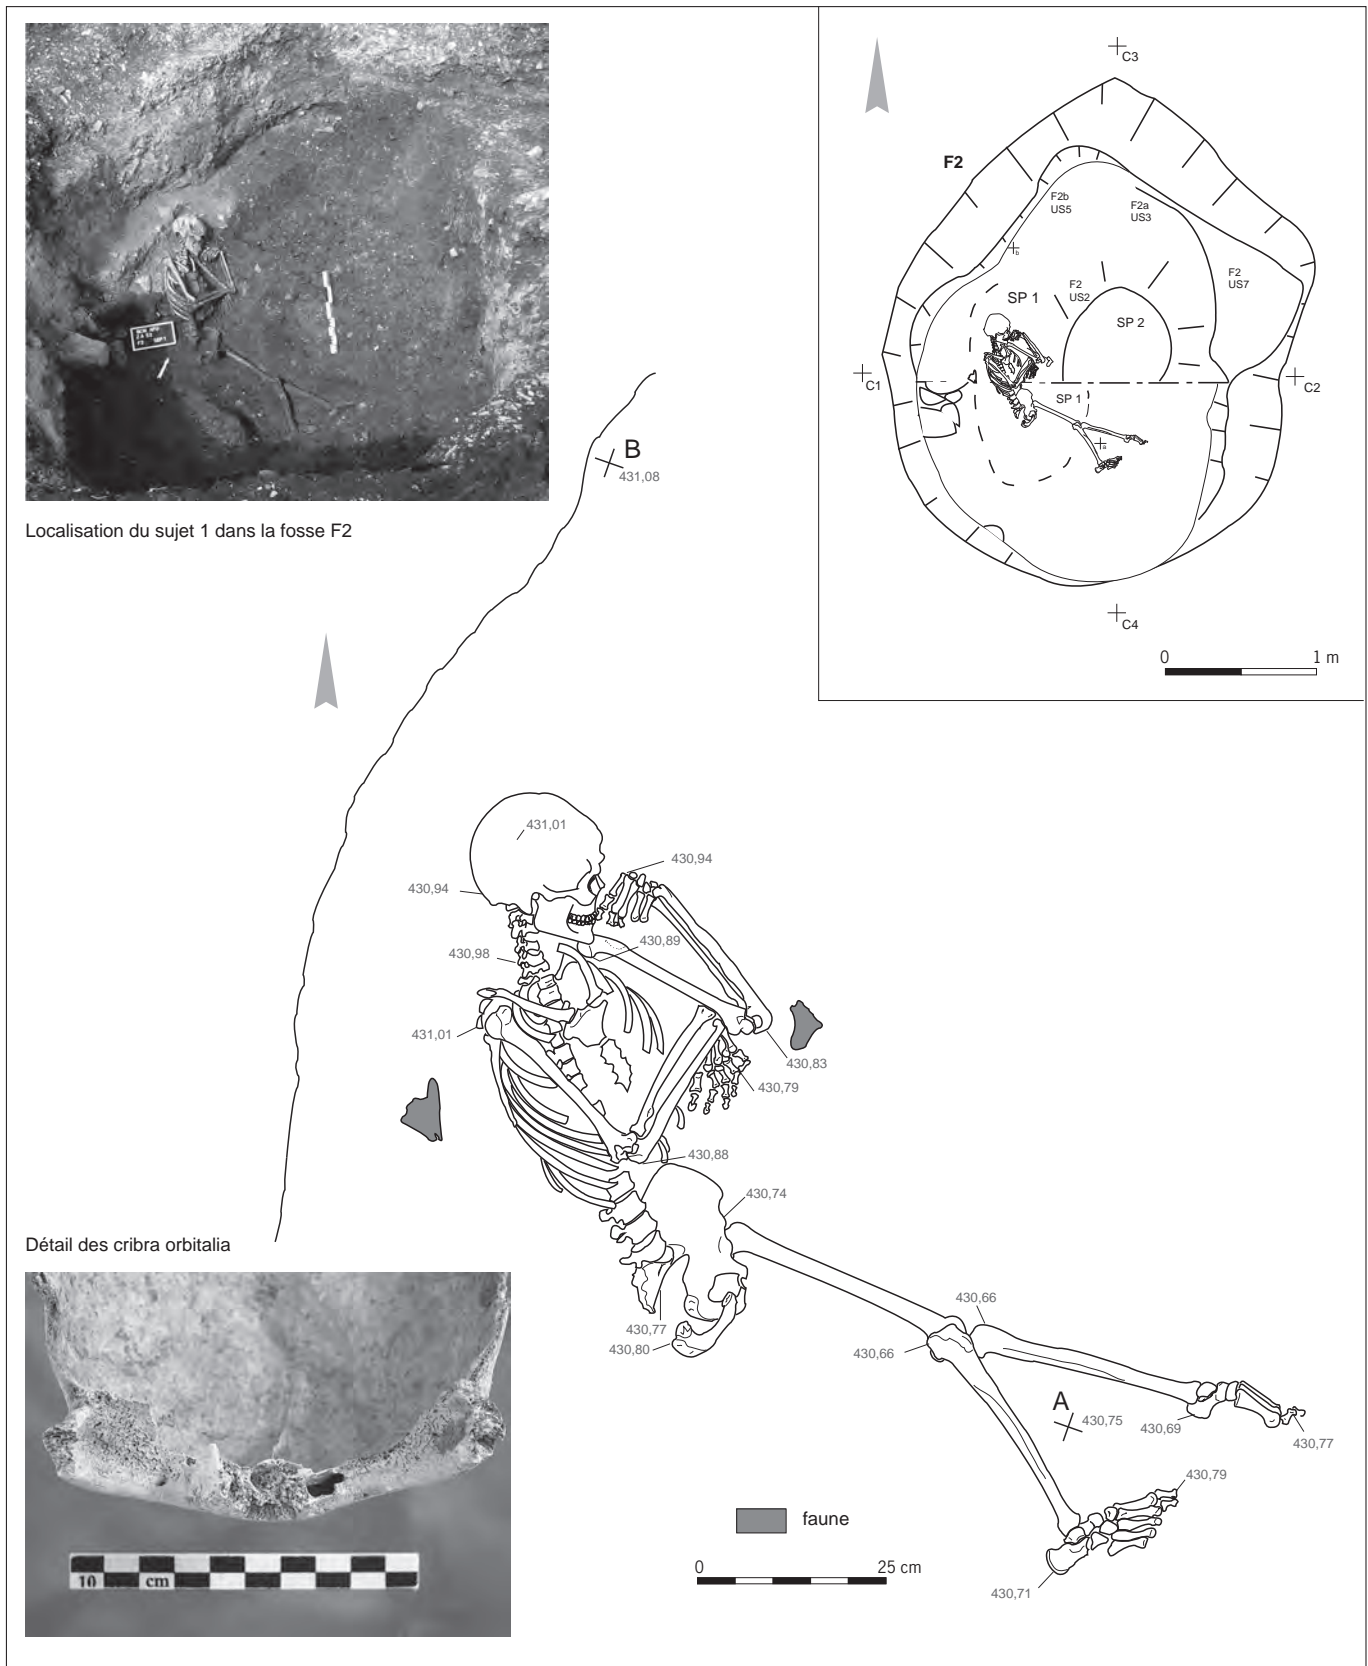 Localisation du sujet 1 dans la fosse F2
C3
F2
F2b
US5
F2a
US3
b
F2
US7
F2
US2
SP 1
SP 2
C1
C2
SP 1
a
C4
0 1 m
B
431,08
431,01
430,94
430,94
430,89
430,98
431,01
430,83
430,79
430,88
430,74
430,77
430,80
430,66
430,66
A
430,75
430,69
430,77
430,79
430,71
Détail des cribra orbitalia
10 cm
faune
0 25 cm